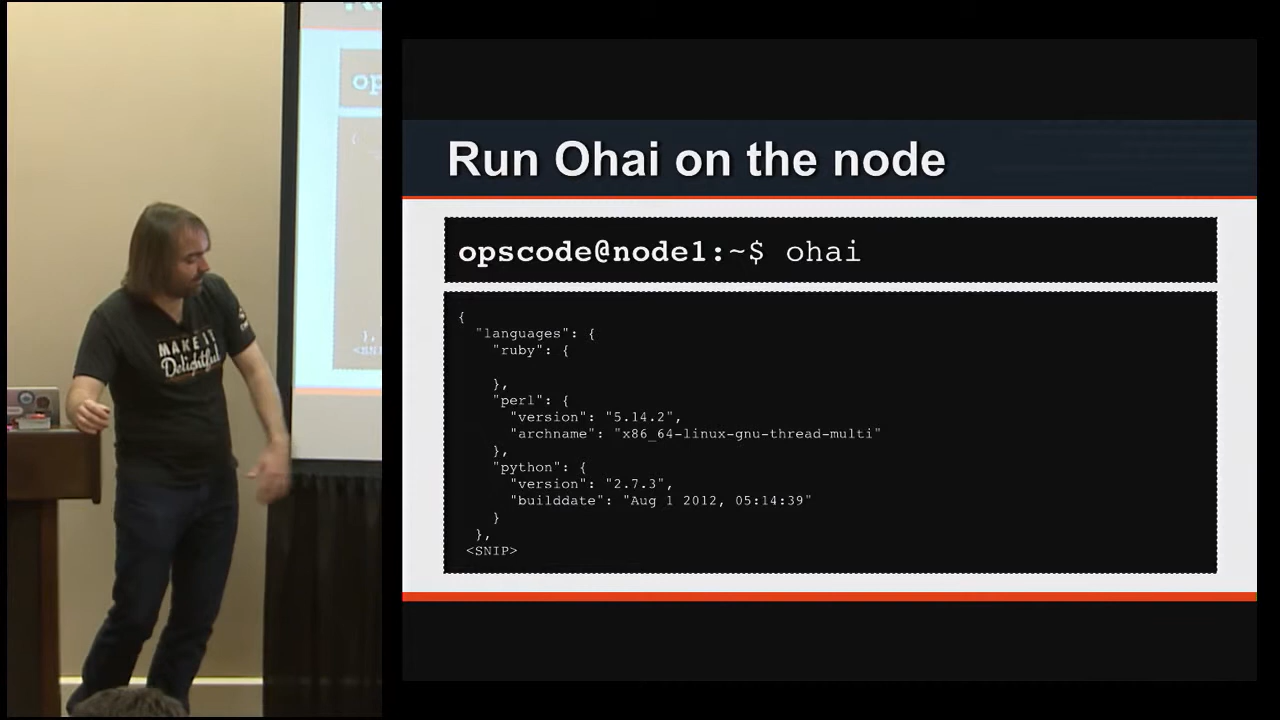 MAKE IT
Delightful
op
Run Ohai on the node
opscode@node1:~$ ohai
{
"languages": {
"ruby": {
},
"perl": {
"version": "5.14.2",
"archname": "x86_64-linux-gnu-thread-multi"
},
"python": {
"version": "2.7.3",
"builddate": "Aug 1 2012, 05:14:39"
}
},
<SNIP>